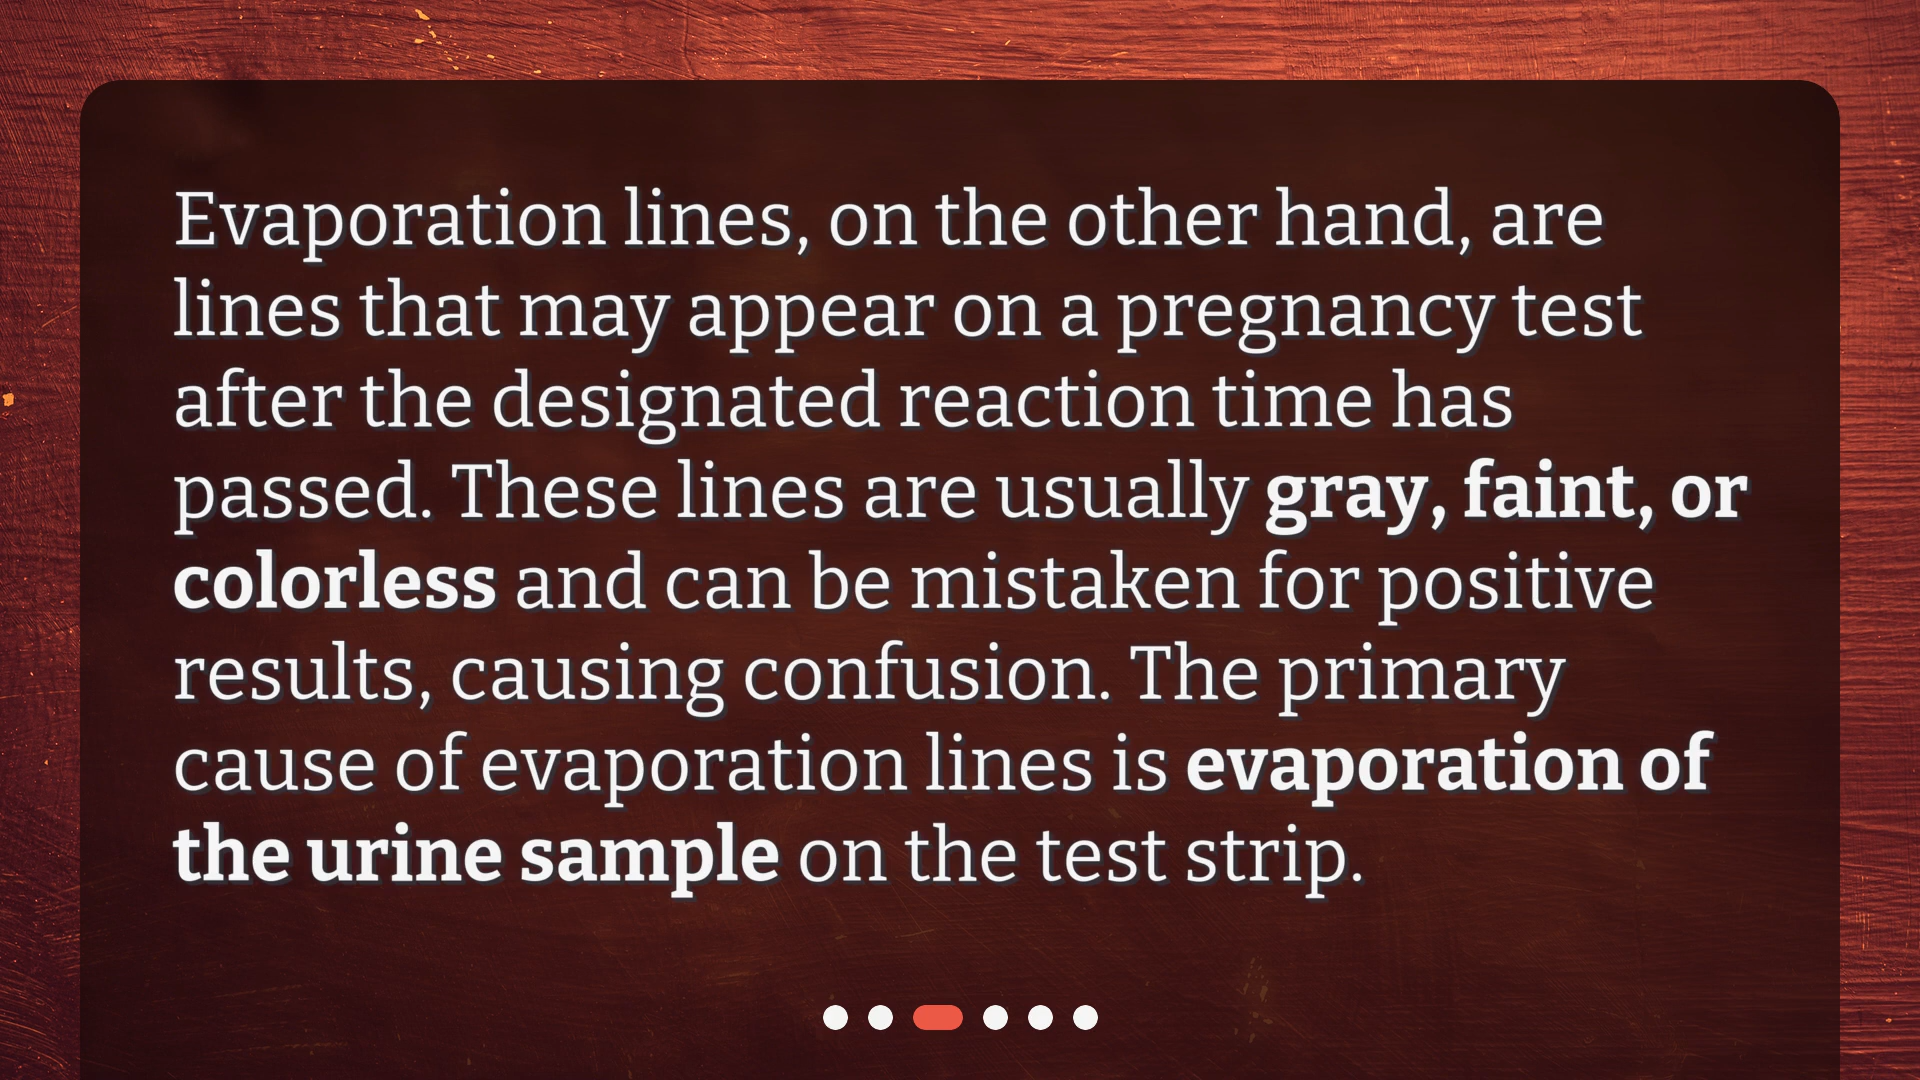 Evaporation lines, on the other hand, are
lines that may appear on a pregnancy test
after the designated reaction time has
passed. These lines are usually gray, faint, or
colorless and can be mistaken for positive
results, causing confusion. The primary
cause of evaporation lines is evaporation of
the urine sample on the test strip.